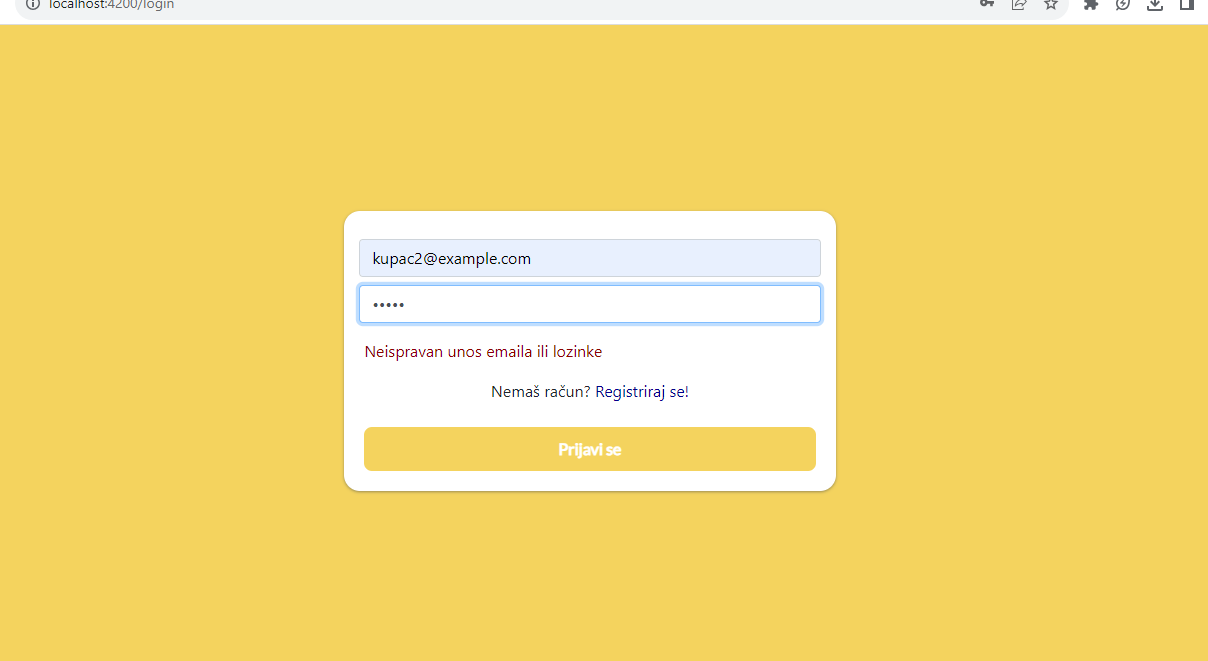 localhost:4200/login
kupac2@example.com
•••••
Neispravan unos emaila ili lozinke
Nemaš račun? Registriraj se!
Prijavi se